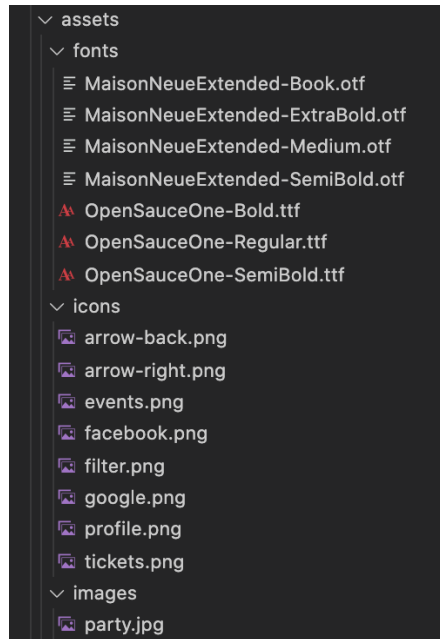 assets
fonts
MaisonNeueExtended-Book.otf
MaisonNeueExtended-ExtraBold.otf
MaisonNeueExtended-Medium.otf
MaisonNeueExtended-SemiBold.otf
OpenSauceOne-Bold.ttf
OpenSauceOne-Regular.ttf
OpenSauceOne-SemiBold.ttf
icons
arrow-back.png
arrow-right.png
events.png
facebook.png
filter.png
google.png
profile.png
tickets.png
images
party.jpg